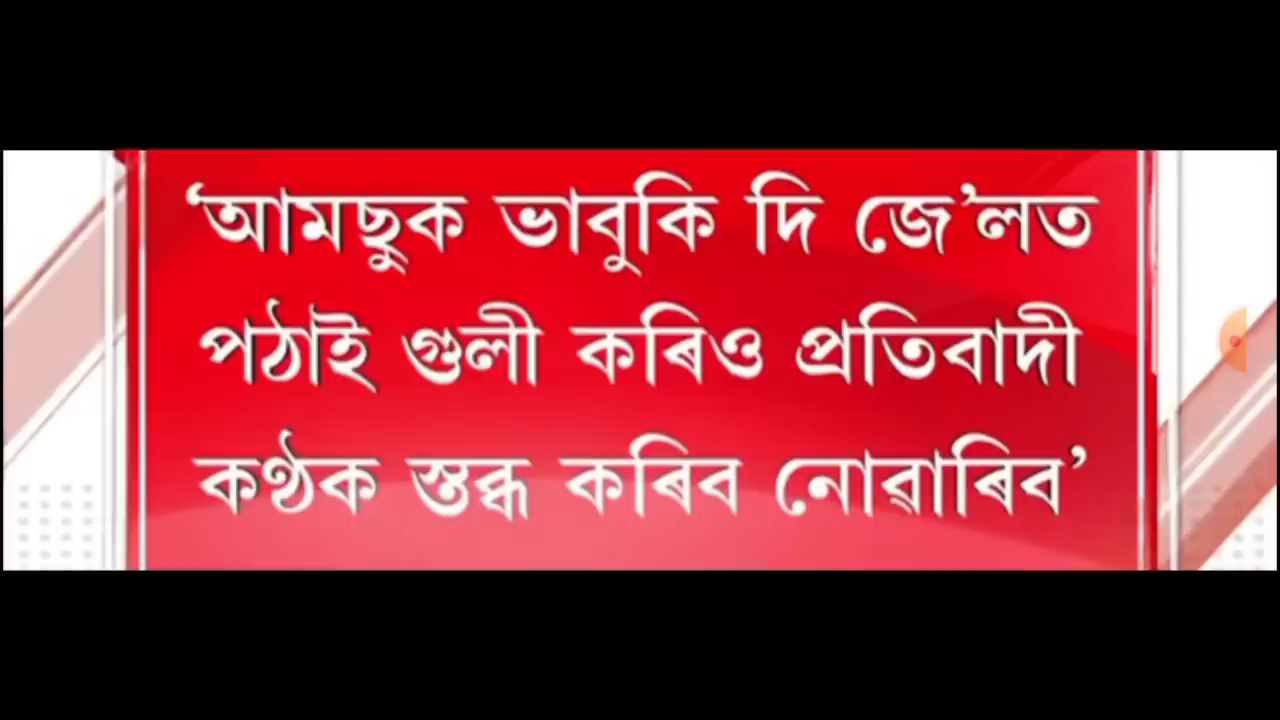 ‘আমছুক ভাবুকি দি জে’লত
পঠাই গুলী কৰিও প্ৰতিবাদী
কণ্ঠক স্তব্ধ কৰিব নোৱাৰিব’